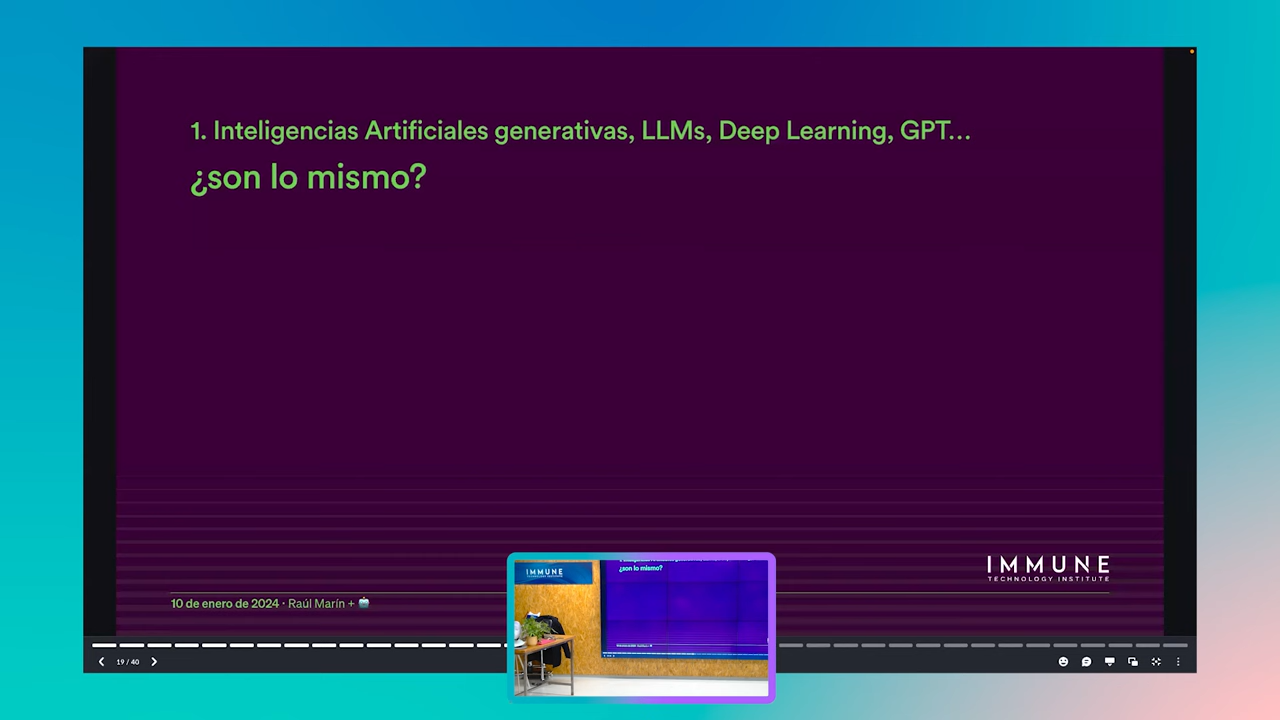 1. Inteligencias Artificiales generativas, LLMs, Deep Learning, GPT...
¿son lo mismo?
IMMUNE
TECHNOLOGY INSTITUTE
10 de enero de 2024 · Raúl Marín +
19 / 40
IMMUNE
¿son lo mismo?